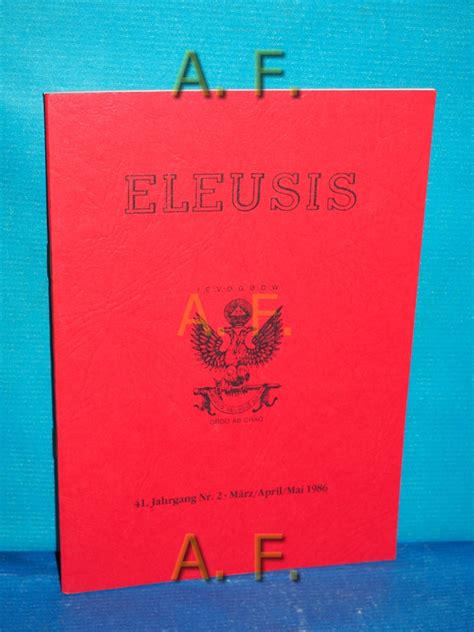 A. F.
ELEUSIS
A. F.
ORDO AB CHAO
41. Jahrgang Nr. 2 - März/April/Mai 1986
A. F.